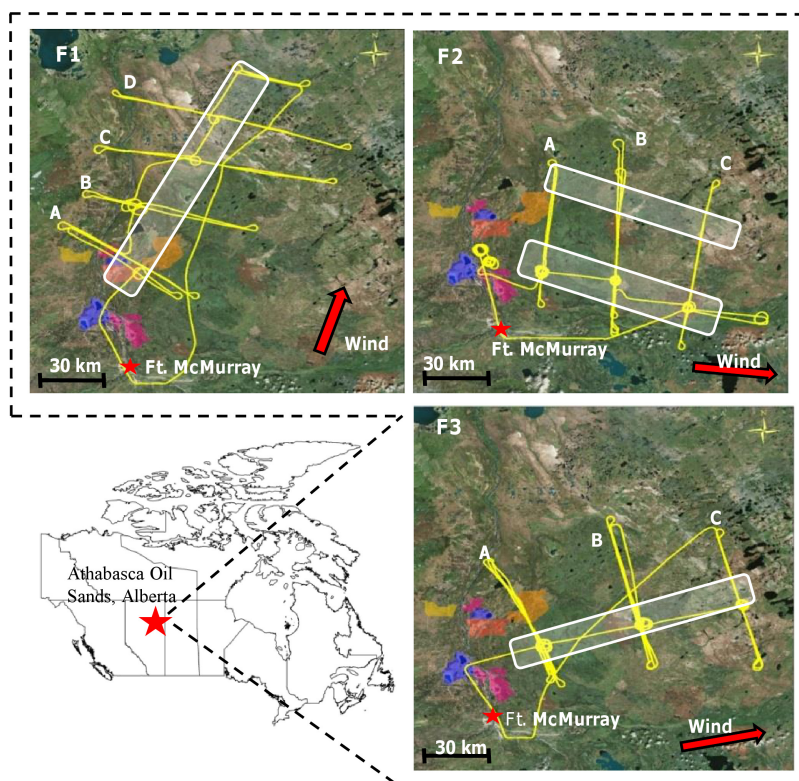 F1
D
C
B
A
Wind
Ft. McMurray
30 km
F2
A
B
C
Ft. McMurray
Wind
30 km
Athabasca Oil
Sands, Alberta
F3
A
B
C
Ft. McMurray
Wind
30 km